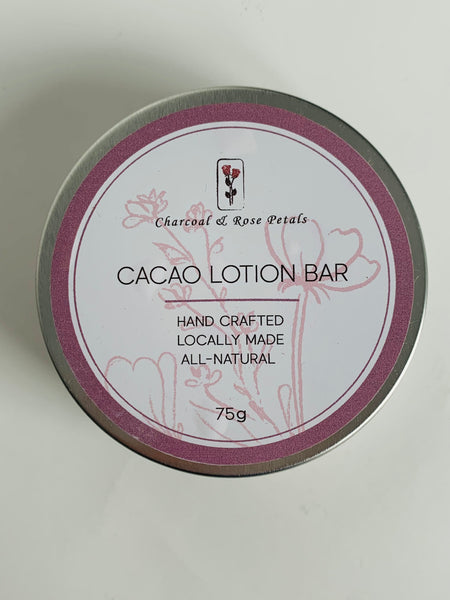 Charcoal & Rose Petals
CACAO LOTION BAR
HAND CRAFTED
LOCALLY MADE
ALL-NATURAL
75g